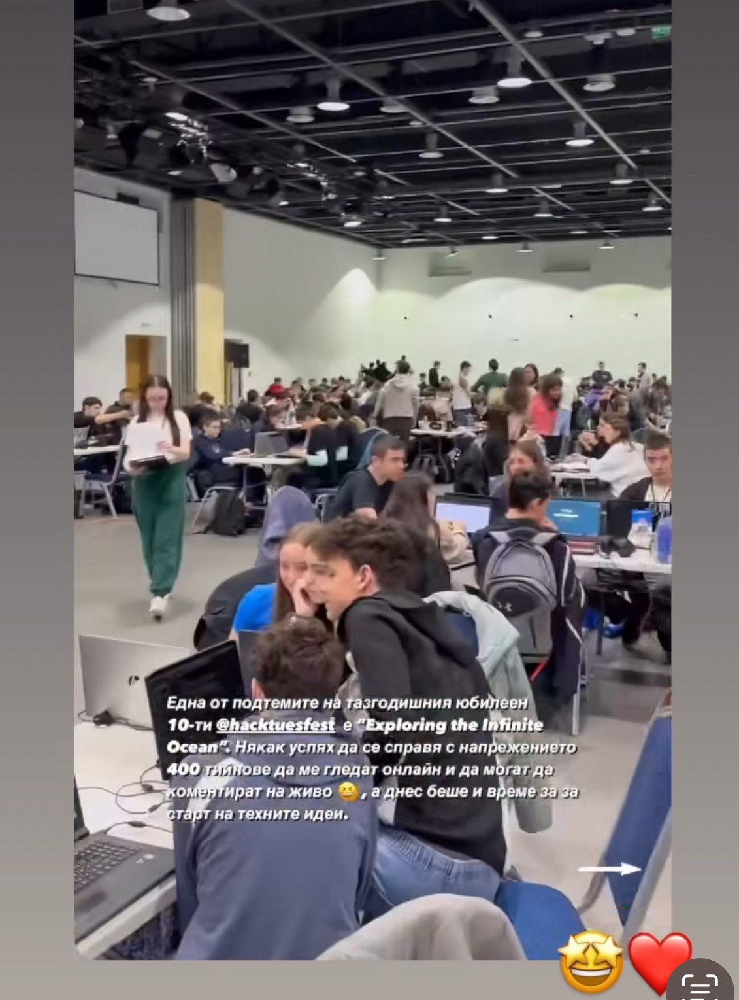 Една от подтемите на тазгодишния юбилеен
10-ти @hacktuesfest е “Exploring the Infinite
Ocean”. Някак успях да се справя с напрежението
400 тийнове да ме гледат онлайн и да могат да
коментират на живо 😆, а днес беше и време за за
старт на техните идеи.